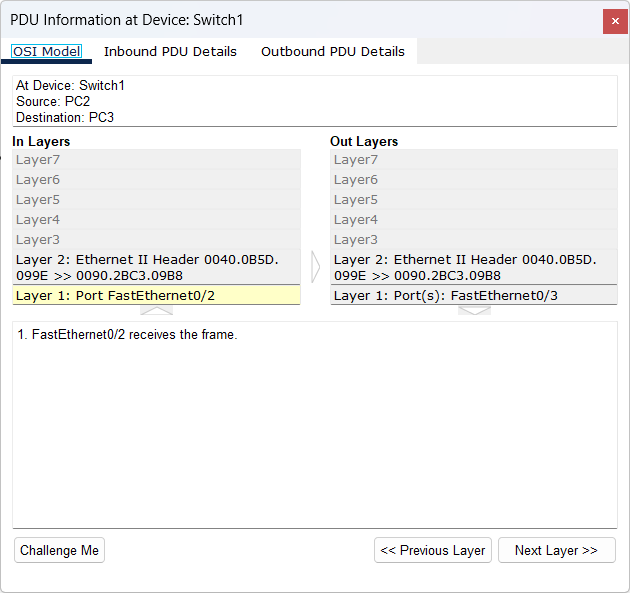 PDU Information at Device: Switch1
OSI Model Inbound PDU Details Outbound PDU Details
At Device: Switch1
Source: PC2
Destination: PC3
In Layers
Layer7
Layer6
Layer5
Layer4
Layer3
Layer 2: Ethernet II Header 0040.0B5D.
099E >> 0090.2BC3.09B8
Layer 1: Port FastEthernet0/2
Out Layers
Layer7
Layer6
Layer5
Layer4
Layer3
Layer 2: Ethernet II Header 0040.0B5D.
099E >> 0090.2BC3.09B8
Layer 1: Port(s): FastEthernet0/3
1. FastEthernet0/2 receives the frame.
Challenge Me
<< Previous Layer
Next Layer >>